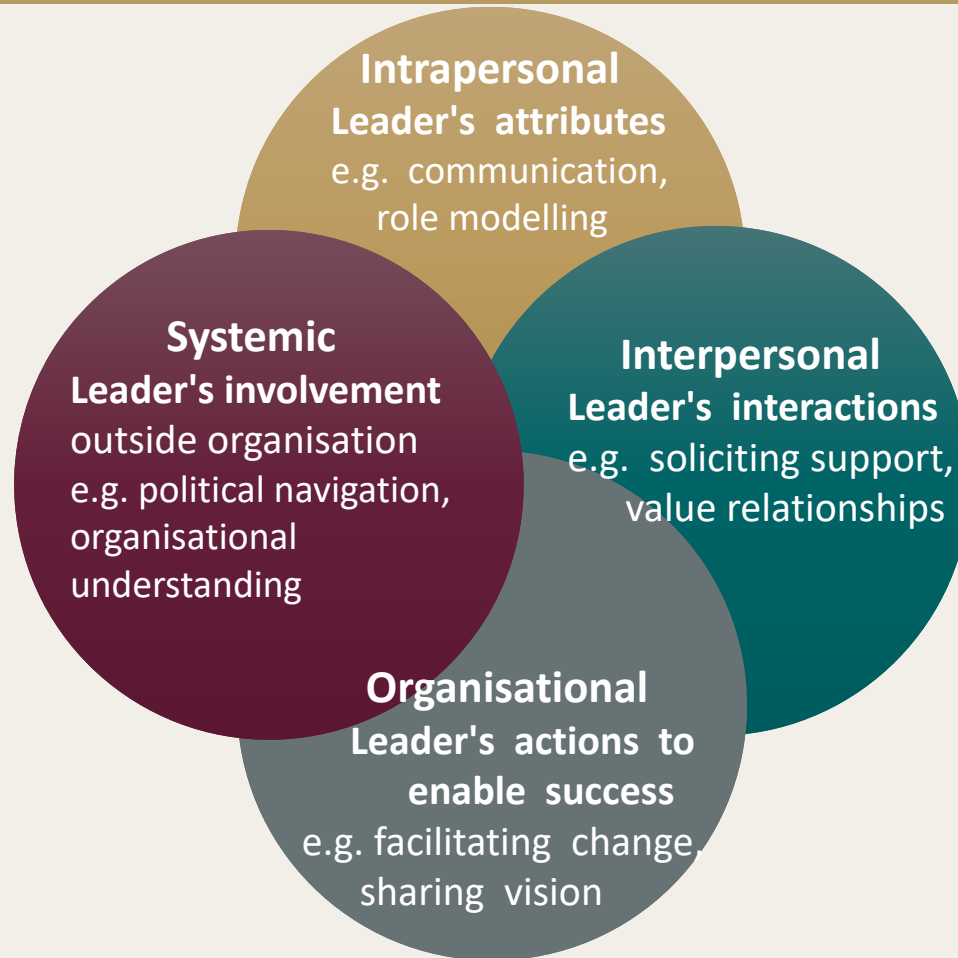 Intrapersonal
Leader's attributes
e.g. communication,
role modelling
Systemic
Leader's involvement
outside organisation
e.g. political navigation,
organisational
understanding
Interpersonal
Leader's interactions
e.g. soliciting support,
value relationships
Organisational
Leader's actions to
enable success
e.g. facilitating change,
sharing vision